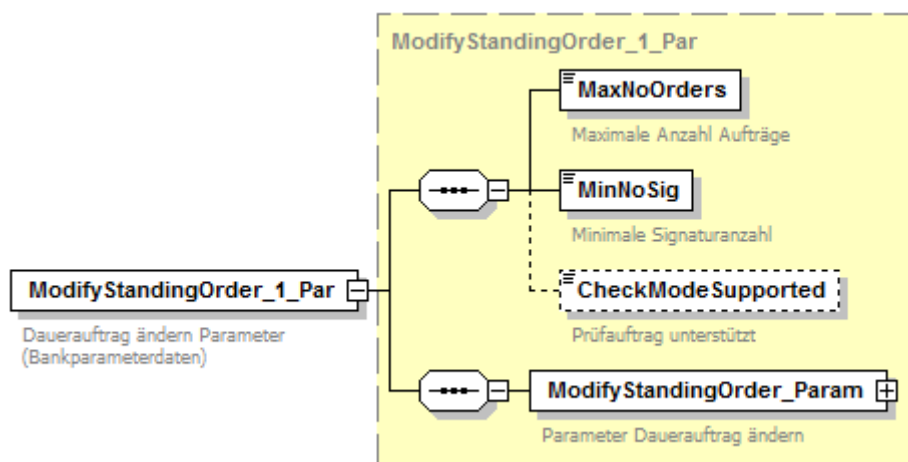 ModifyStandingOrder_1_Par
MaxNoOrders
Maximale Anzahl Aufträge
MinNoSig
Minimale Signaturanzahl
CheckModeSupported
Prüfauftrag unterstützt
ModifyStandingOrder_1_Par
Dauerauftrag ändern Parameter
(Bankparameterdaten)
ModifyStandingOrder_Param
Parameter Dauerauftrag ändern